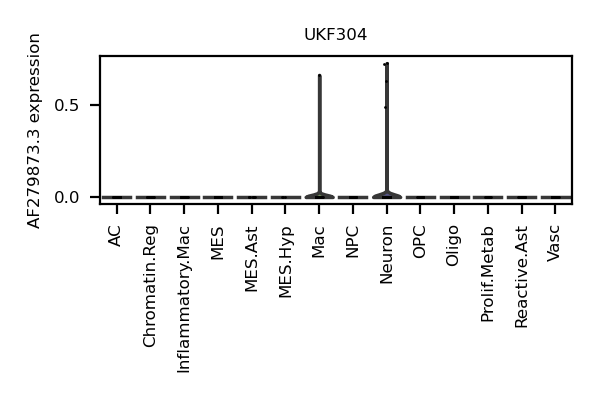 UKF304
AF279873.3 expression
0.5
0.0
AC
Chromatin.Reg
Inflammatory.Mac
MES
MES.Ast
MES.Hyp
Mac
NPC
Neuron
OPC
Oligo
Prolif.Metab
Reactive.Ast
Vasc